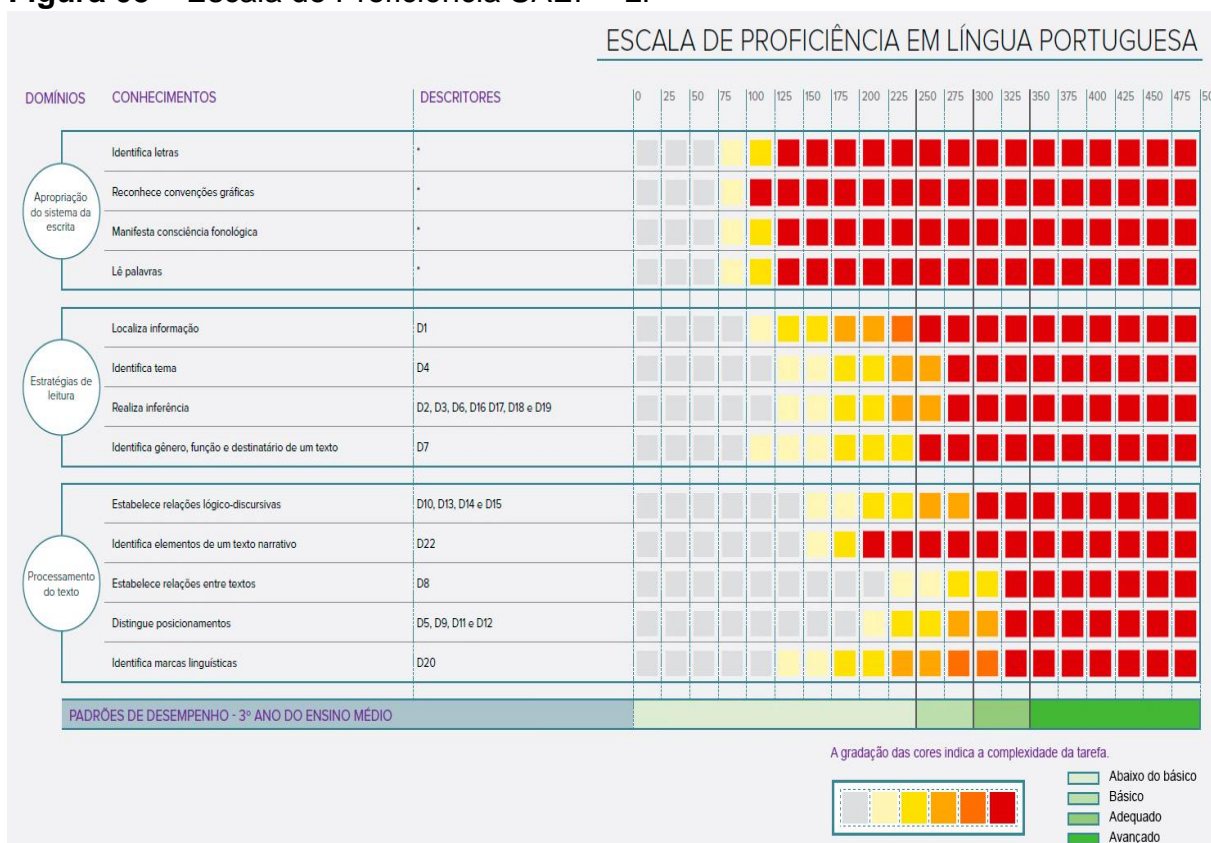 ESCALA DE PROFICIÊNCIA EM LÍNGUA PORTUGUESA
DOMÍNIOS CONHECIMENTOS DESCRITORES 0 25 50 75 100 125 150 175 200 225 250 275 300 325 350 375 400 425 450 475
Apropriação
do sistema da
escrita
Identifica letras *
Reconhece convenções gráficas *
Manifesta consciência fonológica *
Lê palavras *
Estratégias de
leitura
Localiza informação D1
Identifica tema D4
Realiza inferência D2, D3, D6, D16 D17, D18 e D19
Identifica gênero, função e destinatário de um texto D7
Processamento
do texto
Estabelece relações lógico-discursivas D10, D13, D14 e D15
Identifica elementos de um texto narrativo D22
Estabelece relações entre textos D8
Distingue posicionamentos D5, D9, D11 e D12
Identifica marcas linguísticas D20
PADRÕES DE DESEMPENHO - 3º ANO DO ENSINO MÉDIO
A gradação das cores indica a complexidade da tarefa.
Abaixo do básico
Básico
Adequado
Avançado